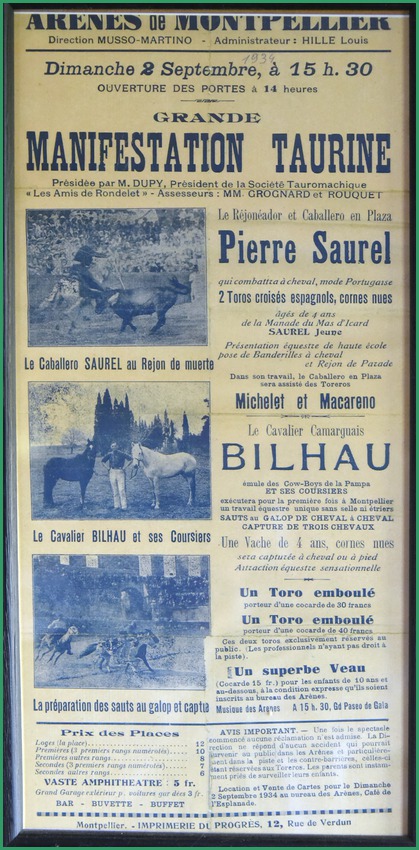 ARÈNES DE MONTPELLIER
Direction MUSSO-MARTINO - Administrateur : HILLE Louis
1934
Dimanche 2 Septembre, à 15 h. 30
OUVERTURE DES PORTES à 14 heures
GRANDE
MANIFESTATION TAURINE
Présidée par M. DUPY, Président de la Société Tauromachique
« Les Amis de Rondelet » - Assesseurs : MM. GROGNARD et ROUQUET
Le Réjonéador et Caballero en Plaza
Pierre Saurel
qui combattra à cheval, mode Portugaise
2 Toros croisés espagnols, cornes nues
âgés de 4 ans
de la Manade du Mas d'Icard
SAUREL Jeune
Présentation équestre de haute école
pose de Banderilles à cheval
et Rejon de Parade
Le Caballero SAUREL au Rejon de muerte
Dans son travail, le Caballero en Plaza
sera assisté des Toreros
Michelet et Macareno
Le Cavalier Camarguais
BILHAU
émule des Cow-Boys de la Pampa
ET SES COURSIERS
exécutera pour la première fois à Montpellier
un travail équestre unique sans selle ni étriers
SAUTS au GALOP DE CHEVAL à CHEVAL
CAPTURE DE TROIS CHEVAUX
Le Cavalier BILHAU et ses Coursiers
Une Vache de 4 ans, cornes nues
sera capturée à cheval ou à pied
Attraction équestre sensationnelle
Un Toro emboulé
porteur d'une cocarde de 30 francs
Un Toro emboulé
porteur d'une cocarde de 40 francs
Ces deux toros exclusivement réservés au
public. (Les professionnels n'ayant pas droit à
la piste).
Un superbe Veau
(Cocarde 15 fr.) pour les enfants de 10 ans et
au-dessous, à la condition expresse qu'ils soient
inscrits au bureau des Arènes.
La préparation des sauts au galop et captu
Musique des Arènes A 15 h. 30, Gd Paseo de Gala
Prix des Places
Loges (la place) 12
Premières (3 premiers rangs numérotés) 10
Premières autres rangs 8
Secondes (3 premiers rangs numérotés) 7
Secondes autres rangs 6
VASTE AMPHITHEATRE : 5 fr.
Grand Garage extérieur p. voitures gar dées 3 fr.
BAR - BUVETTE - BUFFET
AVIS IMPORTANT. - Une fois le spectacle
commencé aucune réclamation n'est admise. La Di-
rection ne répond d'aucun accident qui pourrait
survenir au public dans les Arènes et particulière-
ment dans la piste et les contre-barrières, celles-ci
étant réservées aux Toreros. Les parents sont instam-
ment priés de surveiller leurs enfants.
Location et Vente de Cartes pour le Dimanche
2 Septembre 1934 au bureau des Arènes, Café de
l'Esplanade.
Montpellier. - IMPRIMERIE DU PROGRES, 12, Rue de Verdun